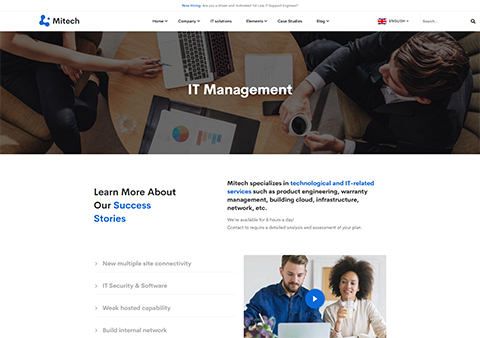 Now Hiring: Are you a driven and motivated 1st Line IT Support Engineer?
Mitech
Home Company IT solutions Elements Case Studies Blog ENGLISH Search...
IT Management
Learn More About
Our Success
Stories
Mitech specializes in technological and IT-related
services such as product engineering, warranty
management, building cloud, infrastructure,
network, etc.
We're available for 8 hours a day!
Contact to require a detailed analysis and assessment of your plan.
New multiple site connectivity
IT Security & Software
Weak hosted capability
Build internal network